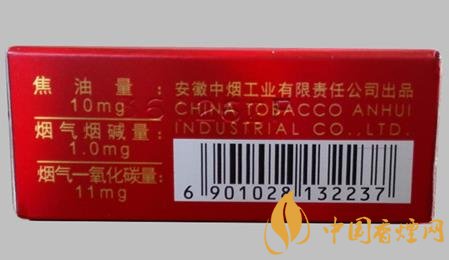 焦油量:
10mg
烟气烟碱量:
1.0mg
烟气一氧化碳量:
11mg
安徽中烟工业有限责任公司出品
CHINA TOBACCO ANHUI
INDUSTRIAL CO.,LTD.
6 901028 132237
中国香煙网